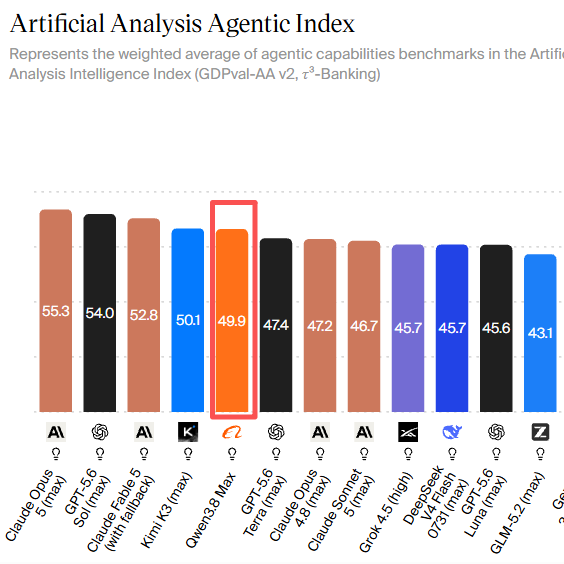 Artificial Analysis Agentic Index
Represents the weighted average of agentic capabilities benchmarks in the Artifi
Analysis Intelligence Index (GDPval-AA v2, τ³-Banking)
55.3
54.0
52.8
50.1
49.9
47.4
47.2
46.7
45.7
45.7
45.6
43.1
Claude Opus
5 (max)
GPT-5.6
Sol (max)
Claude Fable 5
(with fallback)
Kimi K3 (max)
Qwen3.8 Max
GPT-5.6
Terra (max)
Claude Opus
4.8 (max)
Claude Sonnet
5 (max)
Grok 4.5 (high)
DeepSeek
V4 Flash
0731 (max)
GPT-5.6
Luna (max)
GLM-5.2 (max)